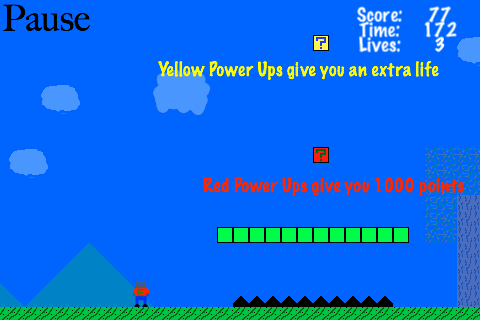 Pause
Score: 77
Time: 172
Lives: 3
?
Yellow Power Ups give you an extra life
?
Red Power Ups give you 1000 points